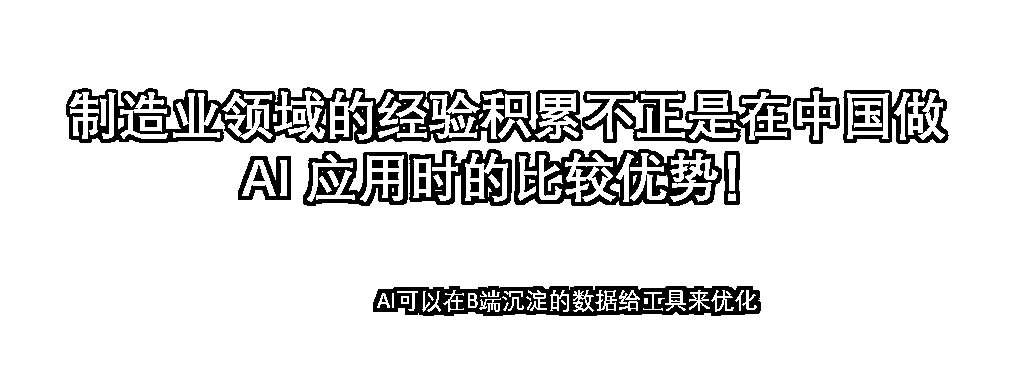 制造业领域的经验积累不正是在中国做
AI 应用时的比较优势！
AI可以在B端沉淀的数据给工具来优化